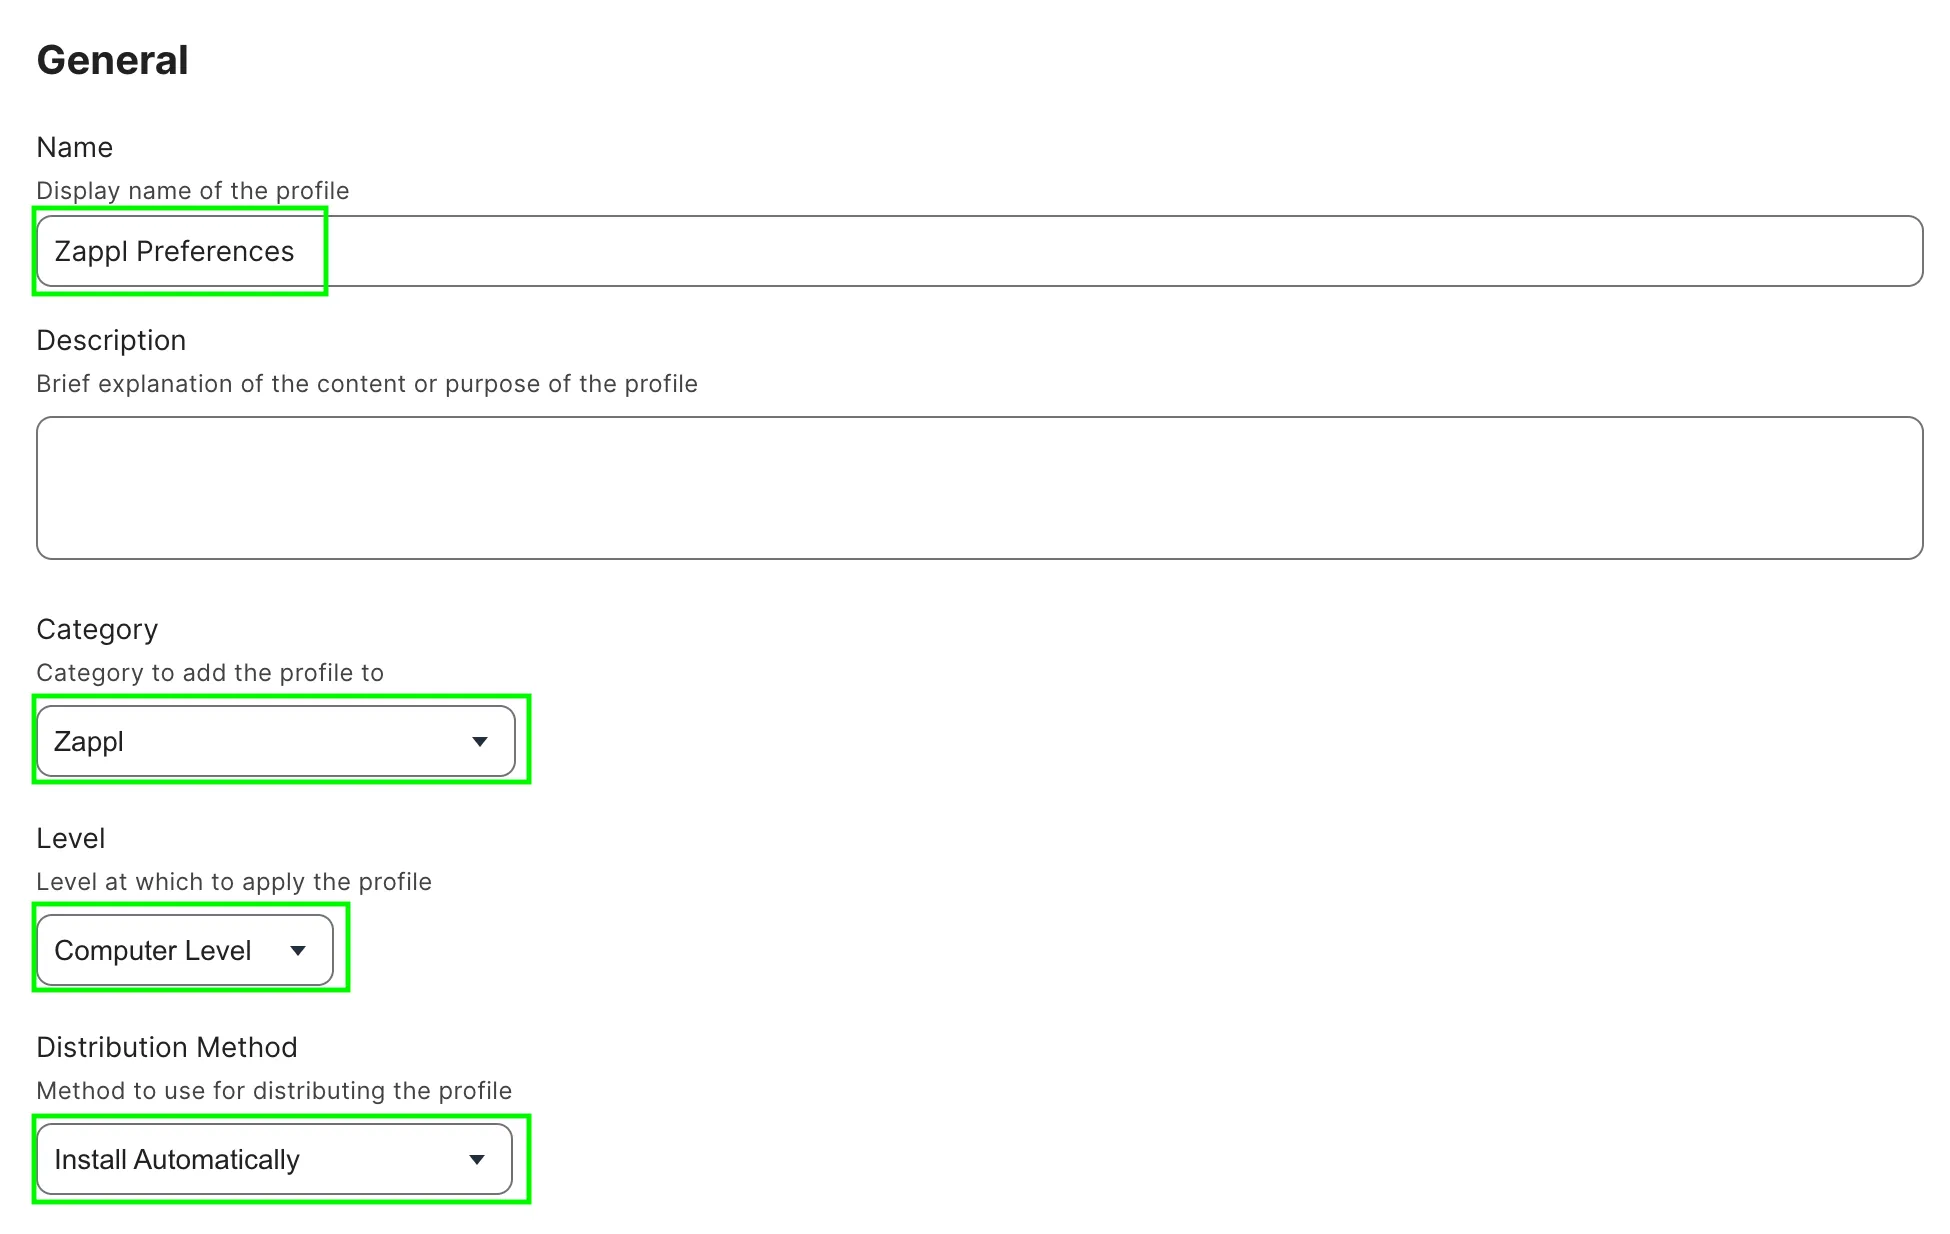 General
Name
Display name of the profile
Zappl Preferences
Description
Brief explanation of the content or purpose of the profile
Category
Category to add the profile to
Zappl
Level
Level at which to apply the profile
Computer Level
Distribution Method
Method to use for distributing the profile
Install Automatically